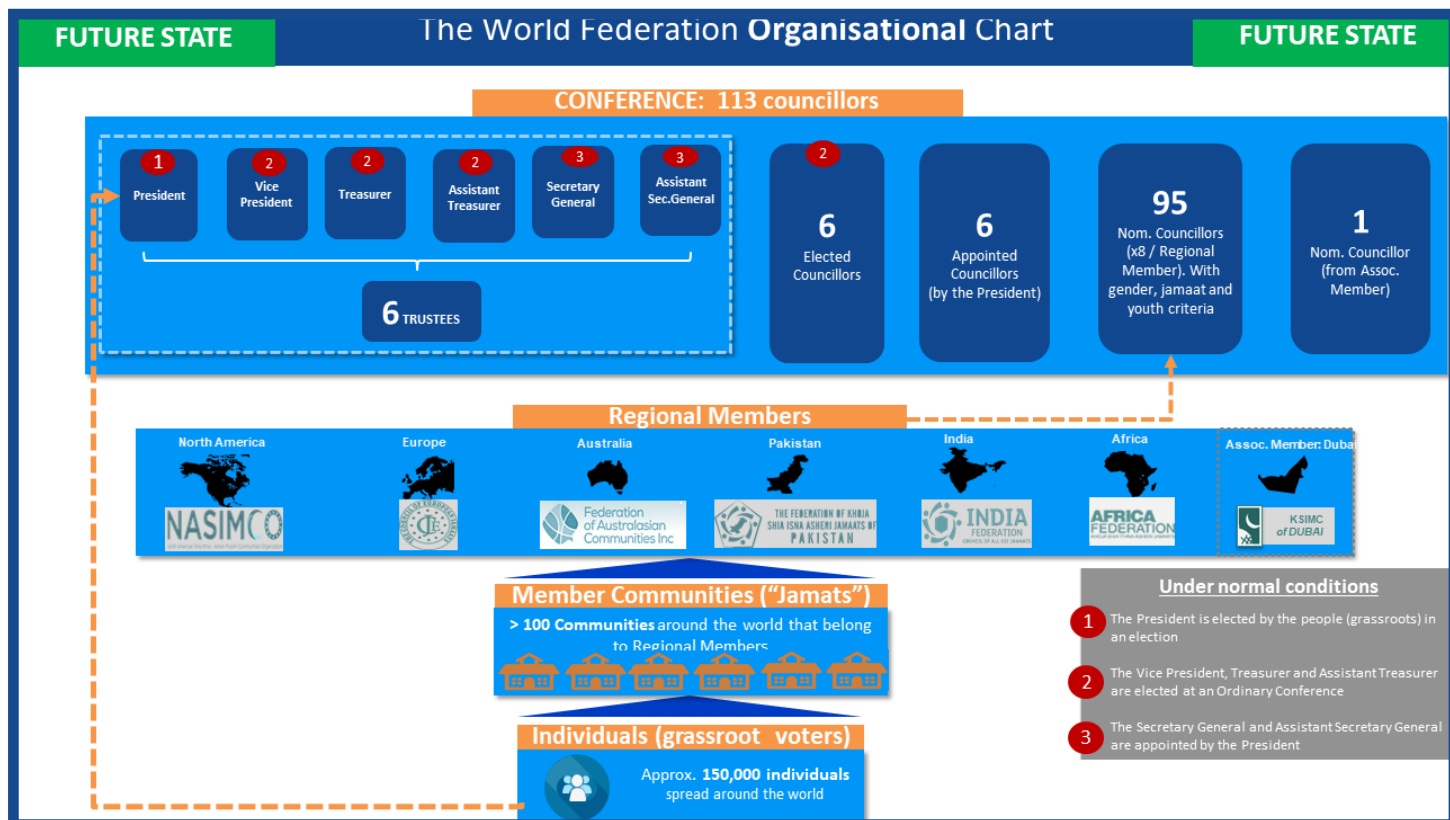 FUTURE STATE
The World Federation Organisational Chart
FUTURE STATE
CONFERENCE: 113 councillors
1
President
2
Vice
President
2
Treasurer
2
Assistant
Treasurer
3
Secretary
General
3
Assistant
Sec.General
6 TRUSTEES
2
6
Elected
Councillors
6
Appointed
Councillors
(by the President)
95
Nom. Councillors
(x8 / Regional
Member). With
gender, jamaat and
youth criteria
1
Nom. Councillor
(from Assoc.
Member)
Regional Members
North America
NASIMCO
Europe
Australia
Federation
of Australasian
Communities Inc
Pakistan
THE FEDERATION OF KHOJA
SHIA ISNA ASHERI JAMAATS OF
PAKISTAN
India
INDIA
FEDERATION
Africa
AFRICA
FEDERATION
Assoc. Member: Duba
KSIMC
of DUBAI
Member Communities ("Jamats")
> 100 Communities around the world that belong
to Regional Members
Individuals (grassroot voters)
Approx. 150,000 individuals
spread around the world
Under normal conditions
1 The President is elected by the people (grassroots) in
an election
2 The Vice President, Treasurer and Assistant Treasurer
are elected at an Ordinary Conference
3 The Secretary General and Assistant Secretary General
are appointed by the President